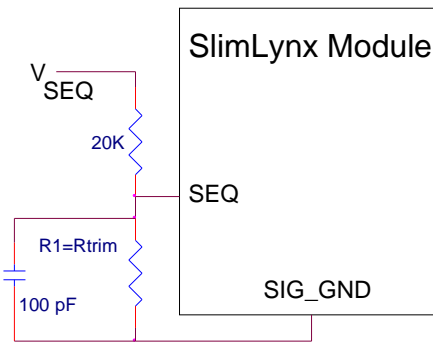 SlimLynx Module
V
SEQ
20K
SEQ
R1=Rtrim
100 pF
SIG_GND